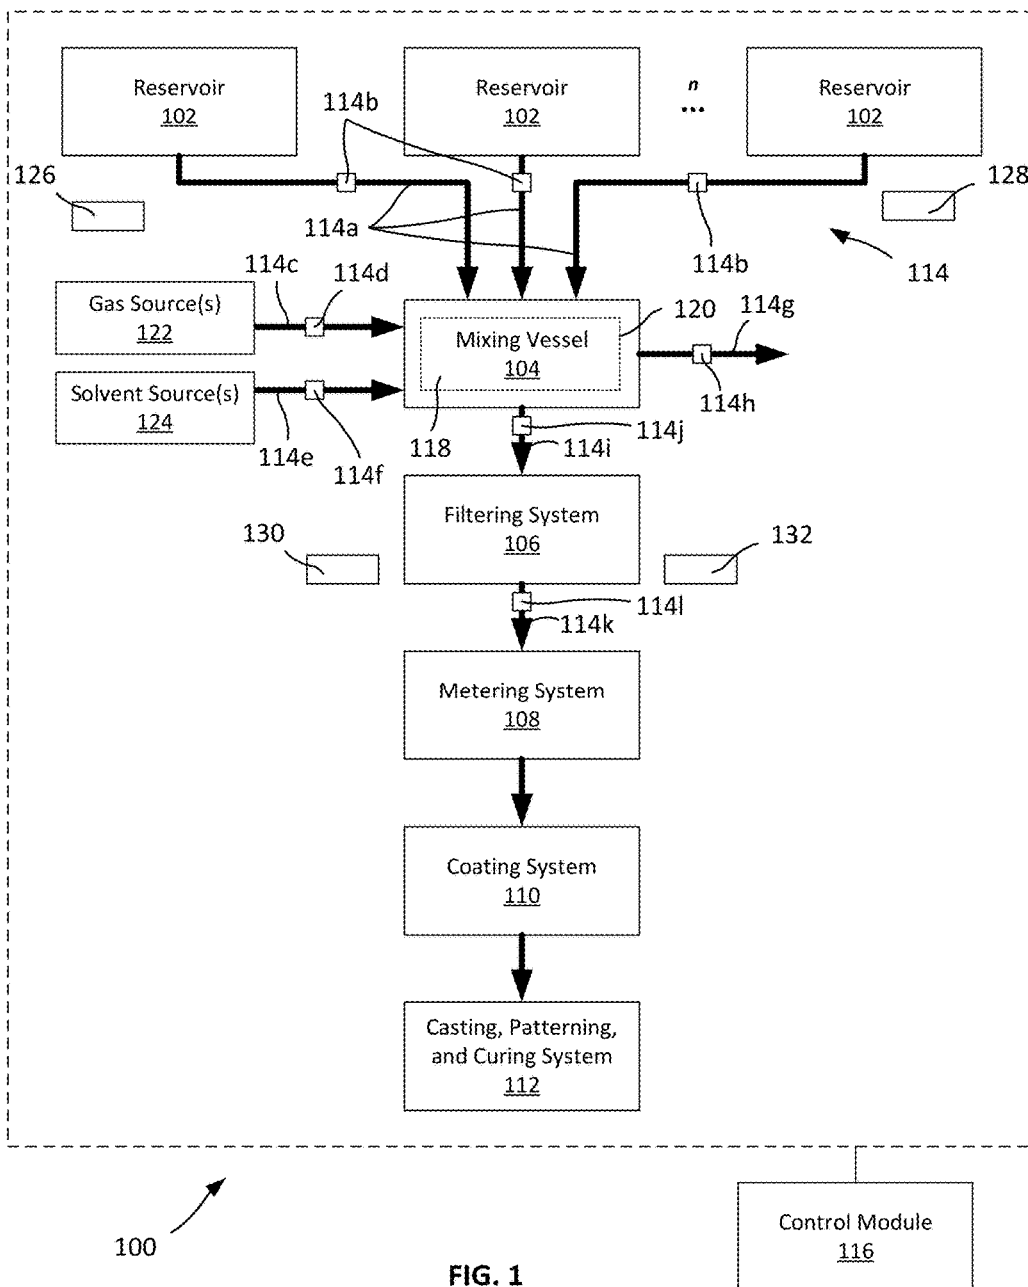 Reservoir
102
Reservoir
102
n
...
Reservoir
102
114b
126
128
114a
114b
114
114c
114d
Gas Source(s)
122
Mixing Vessel
104
120
114g
Solvent Source(s)
124
114h
118
114j
114e
114f
114i
Filtering System
106
130
132
114l
114k
Metering System
108
Coating System
110
Casting, Patterning,
and Curing System
112
100
Control Module
116
FIG. 1